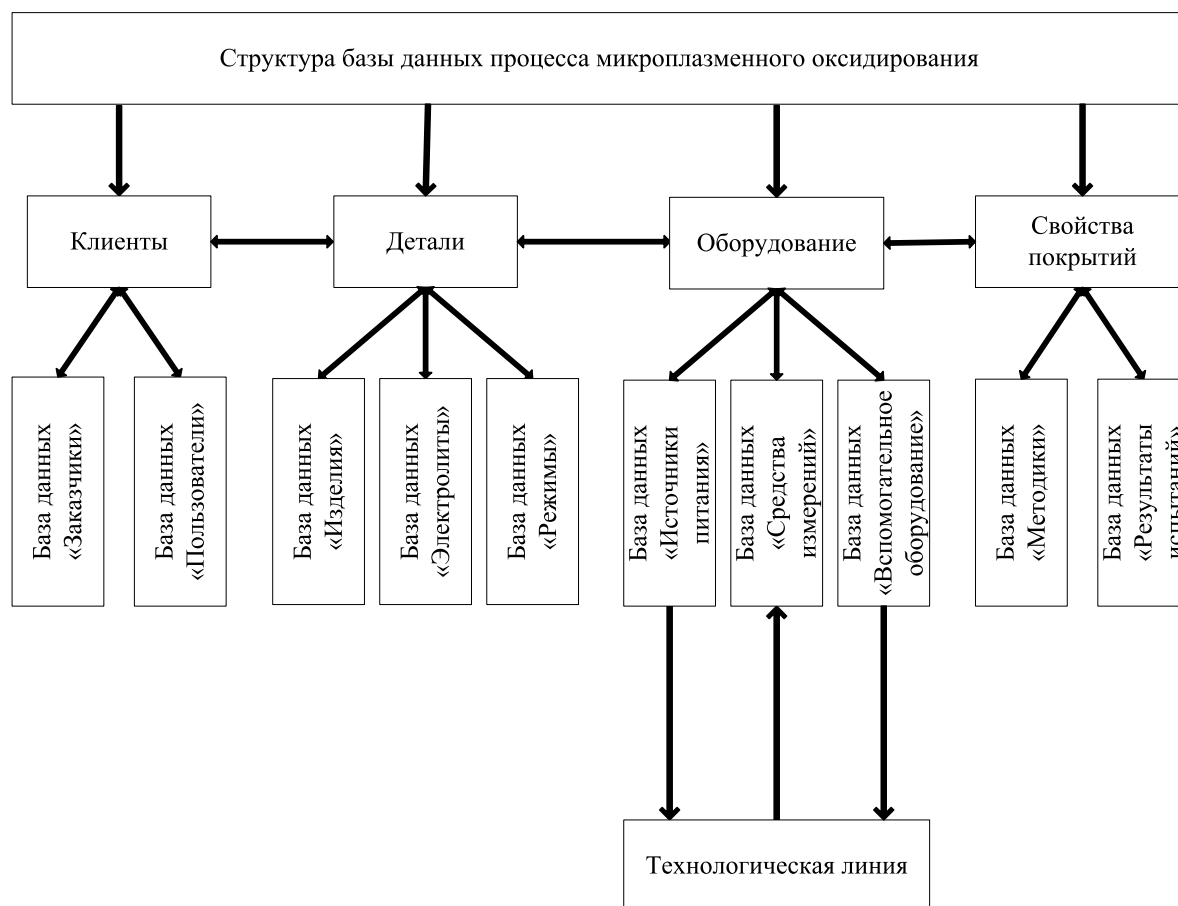 Структура базы данных процесса микроплазменного оксидирования
Клиенты
Детали
Оборудование
Свойства
покрытий
База данных
«Заказчики»
База данных
«Пользователи»
База данных
«Изделия»
База данных
«Электролиты»
База данных
«Режимы»
База данных
«Источники
питания»
База данных
«Средства
измерений»
База данных
«Вспомогательное
оборудование»
База данных
«Методики»
База данных
«Результаты
испытаний»
Технологическая линия